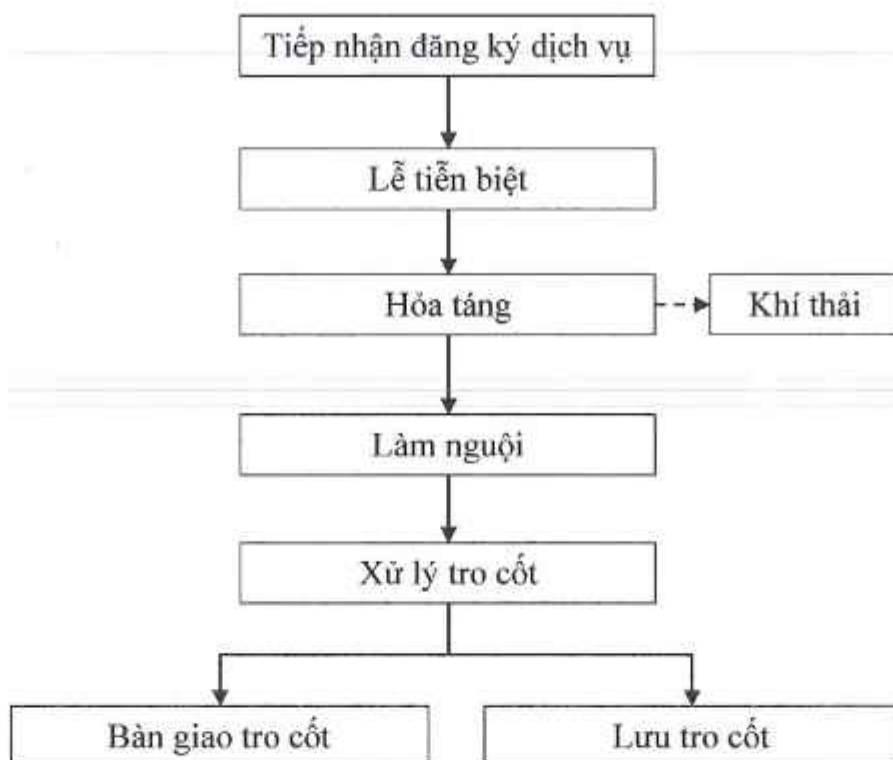 Tiếp nhận đăng ký dịch vụ
Lễ tiễn biệt
Hỏa táng
Khí thải
Làm nguội
Xử lý tro cốt
Bàn giao tro cốt
Lưu tro cốt